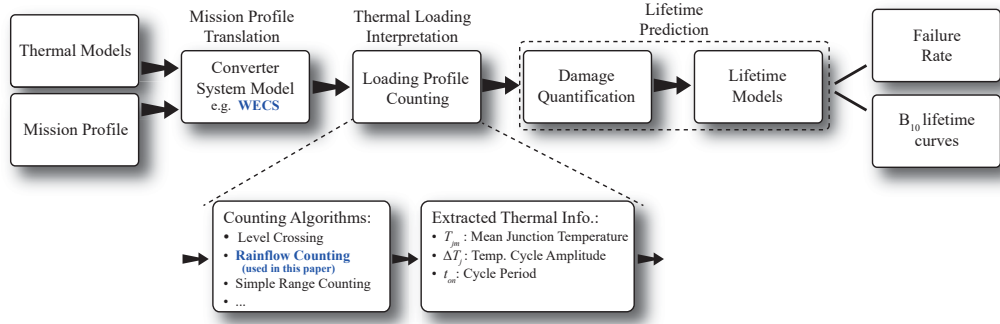 Mission Profile
Translation
Thermal Loading
Interpretation
Lifetime
Prediction
Thermal Models
Mission Profile
Converter
System Model
e.g. WECS
Loading Profile
Counting
Damage
Quantification
Lifetime
Models
Failure
Rate
B10 lifetime
curves
Counting Algorithms:
• Level Crossing
• Rainflow Counting
(used in this paper)
• Simple Range Counting
• ...
Extracted Thermal Info.:
• Tjm : Mean Junction Temperature
• ΔTj : Temp. Cycle Amplitude
• ton: Cycle Period